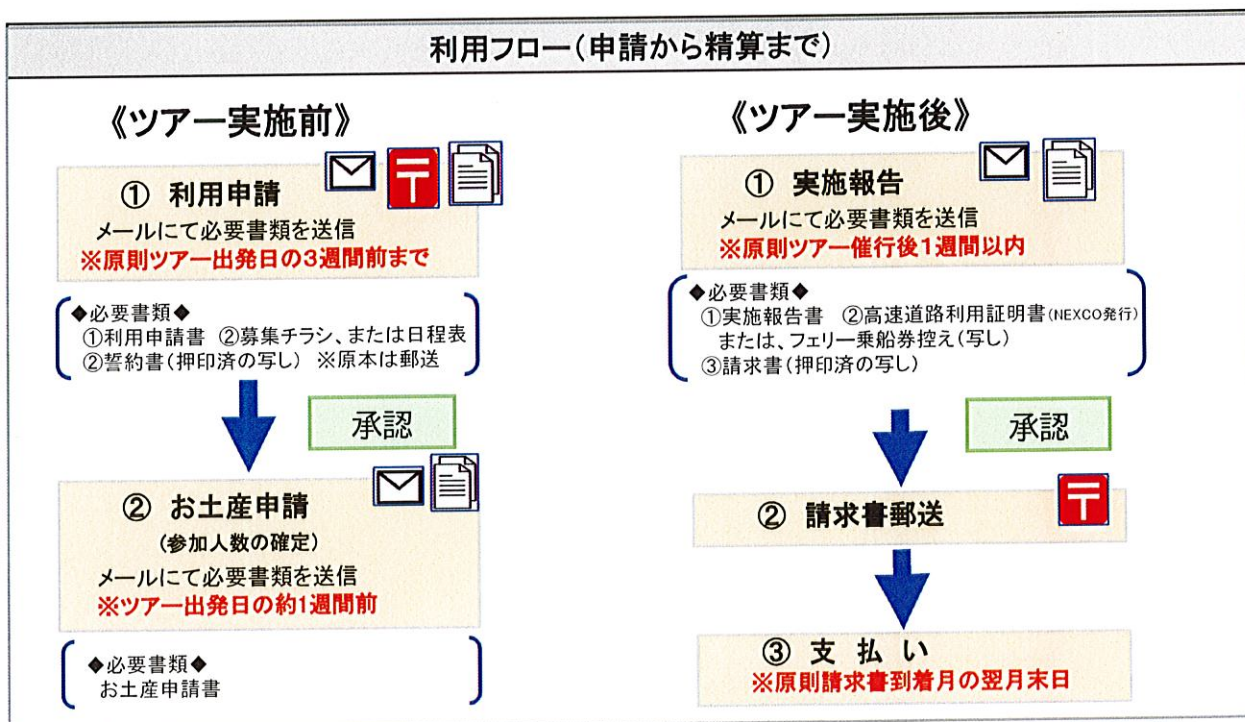 利用フロー(申請から精算まで)
《ツアー実施前》
① 利用申請
メールにて必要書類を送信
※原則ツアー出発日の3週間前まで
◆必要書類◆
①利用申請書 ②募集チラシ、または日程表
②誓約書(押印済の写し) ※原本は郵送
承認
② お土産申請
(参加人数の確定)
メールにて必要書類を送信
※ツアー出発日の約1週間前
◆必要書類◆
お土産申請書
《ツアー実施後》
① 実施報告
メールにて必要書類を送信
※原則ツアー催行後1週間以内
◆必要書類◆
①実施報告書 ②高速道路利用証明書(NEXCO発行)
または、フェリー乗船券控え(写し)
③請求書(押印済の写し)
承認
② 請求書郵送
③ 支 払 い
※原則請求書到着月の翌月末日